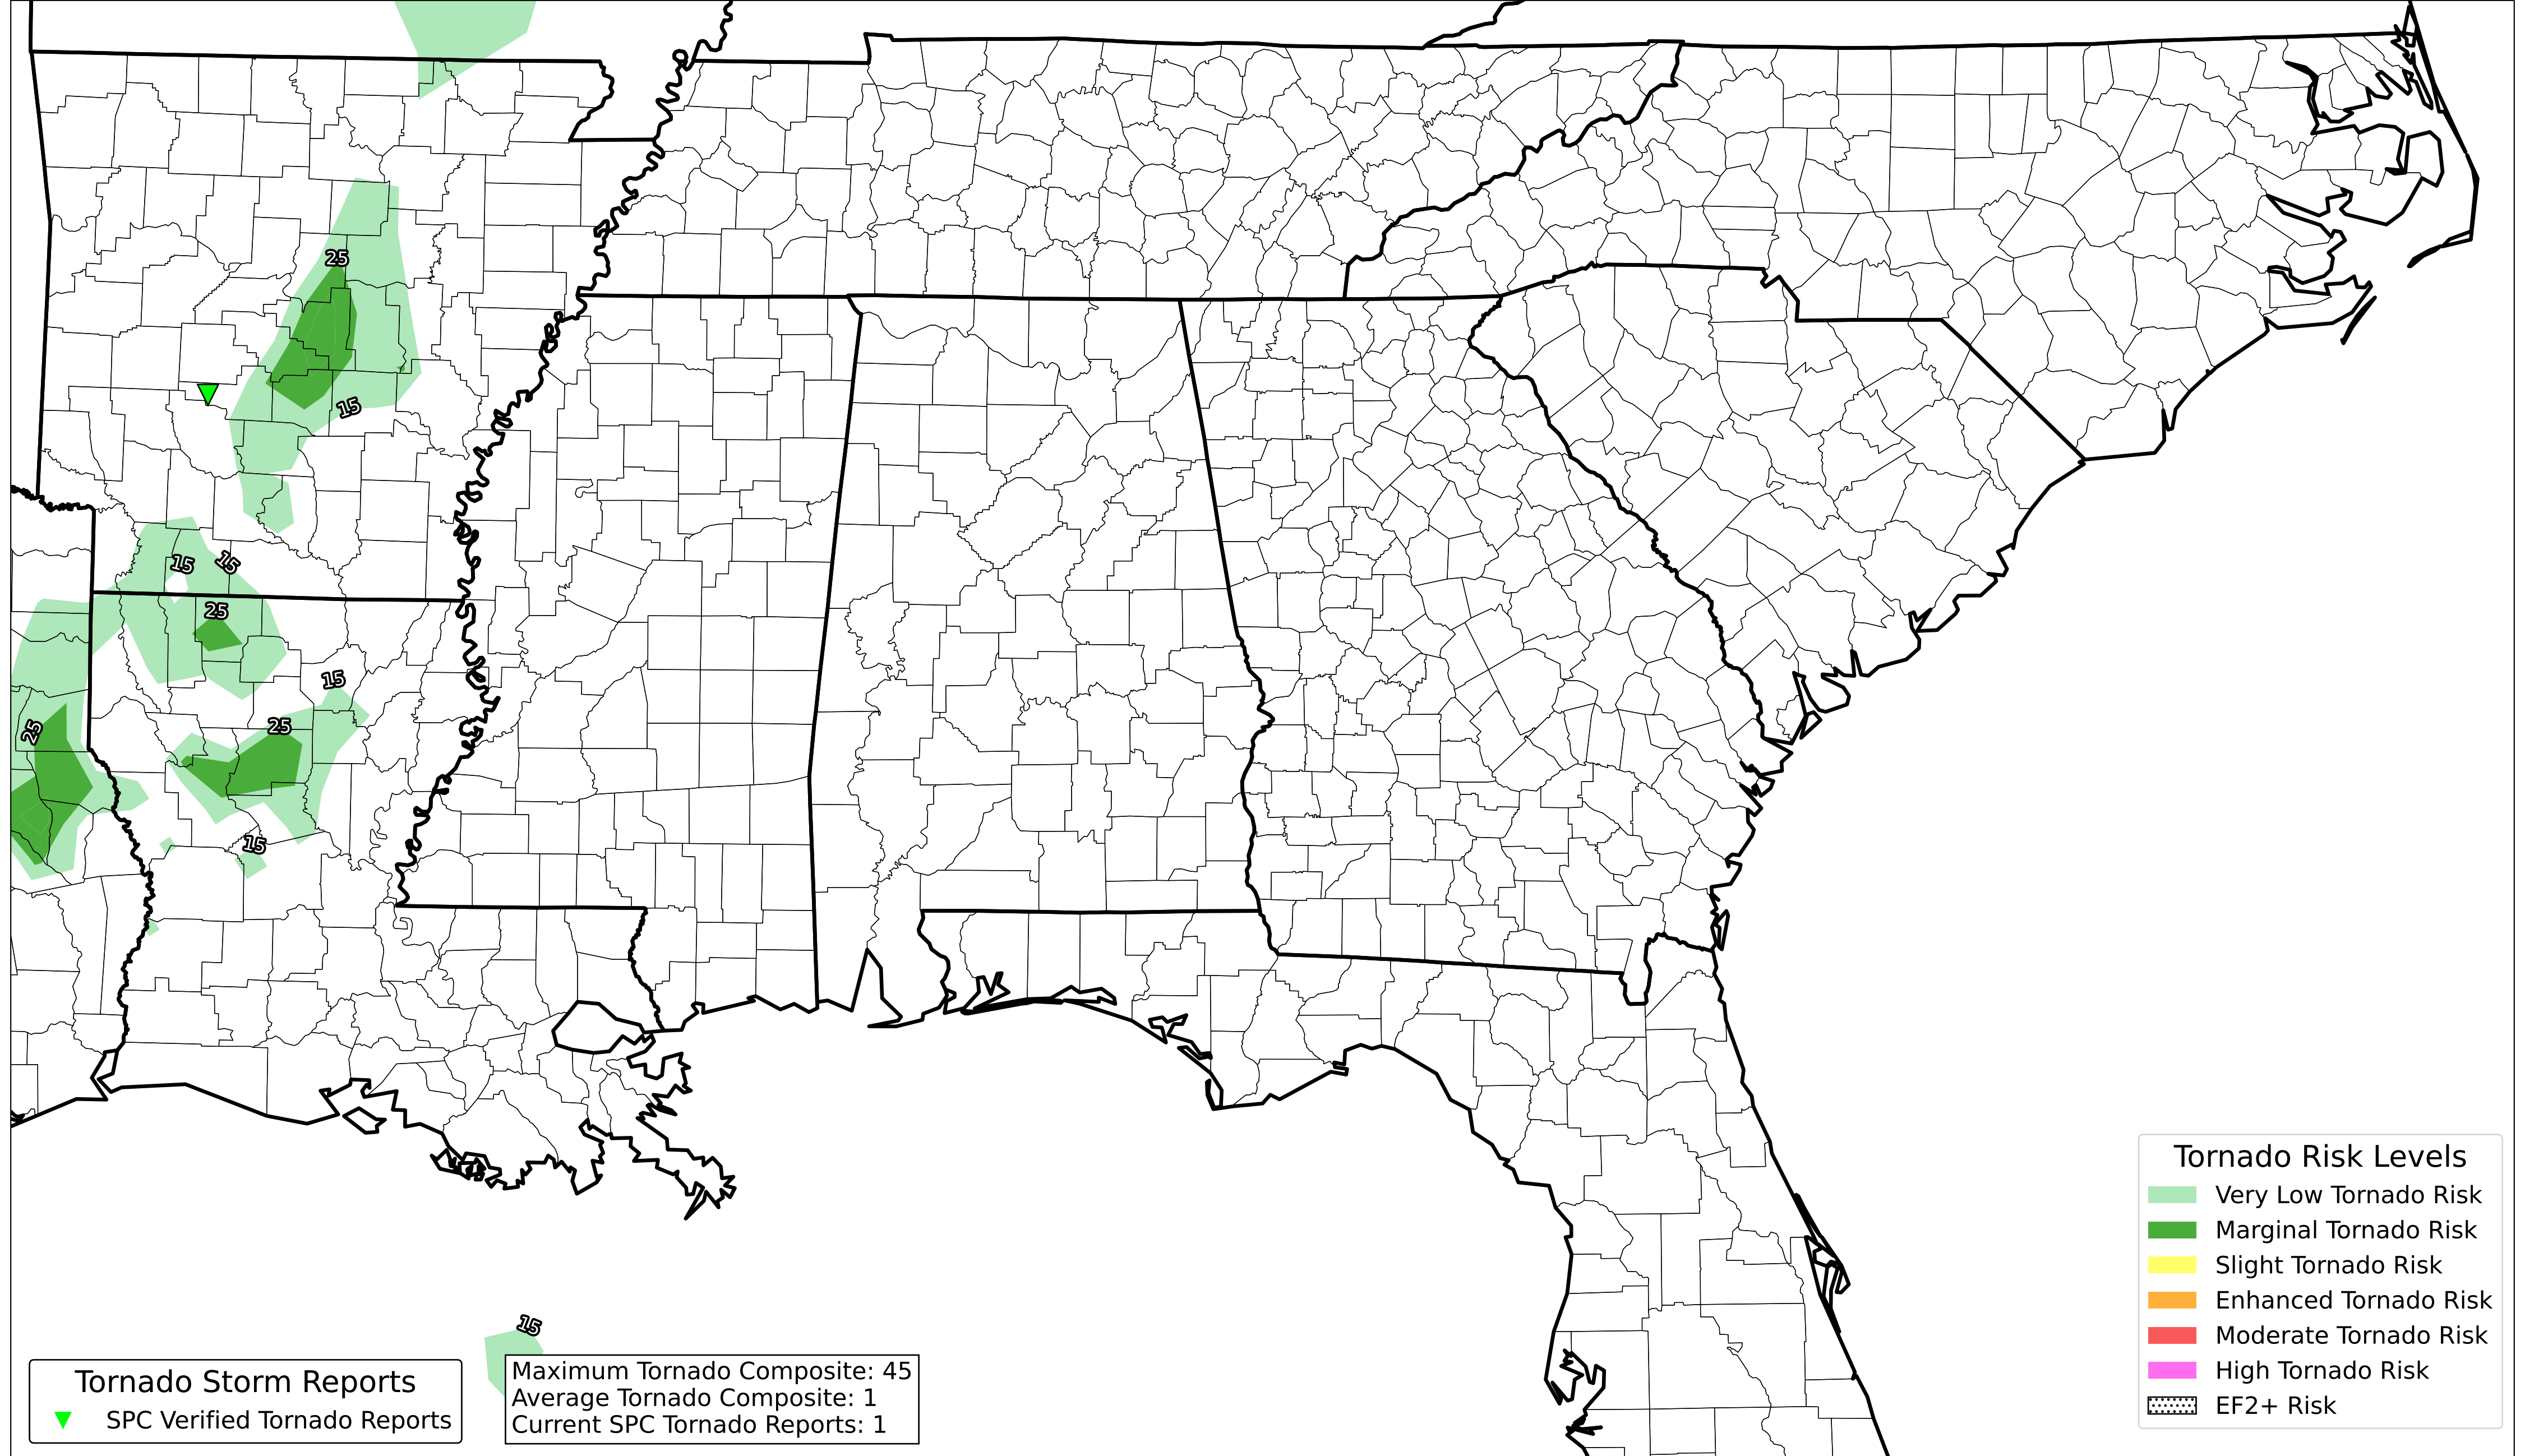 25
15
15
15
25
15
25
25
15
15
Tornado Storm Reports
SPC Verified Tornado Reports
Maximum Tornado Composite: 45
Average Tornado Composite: 1
Current SPC Tornado Reports: 1
Tornado Risk Levels
Very Low Tornado Risk
Marginal Tornado Risk
Slight Tornado Risk
Enhanced Tornado Risk
Moderate Tornado Risk
High Tornado Risk
EF2+ Risk